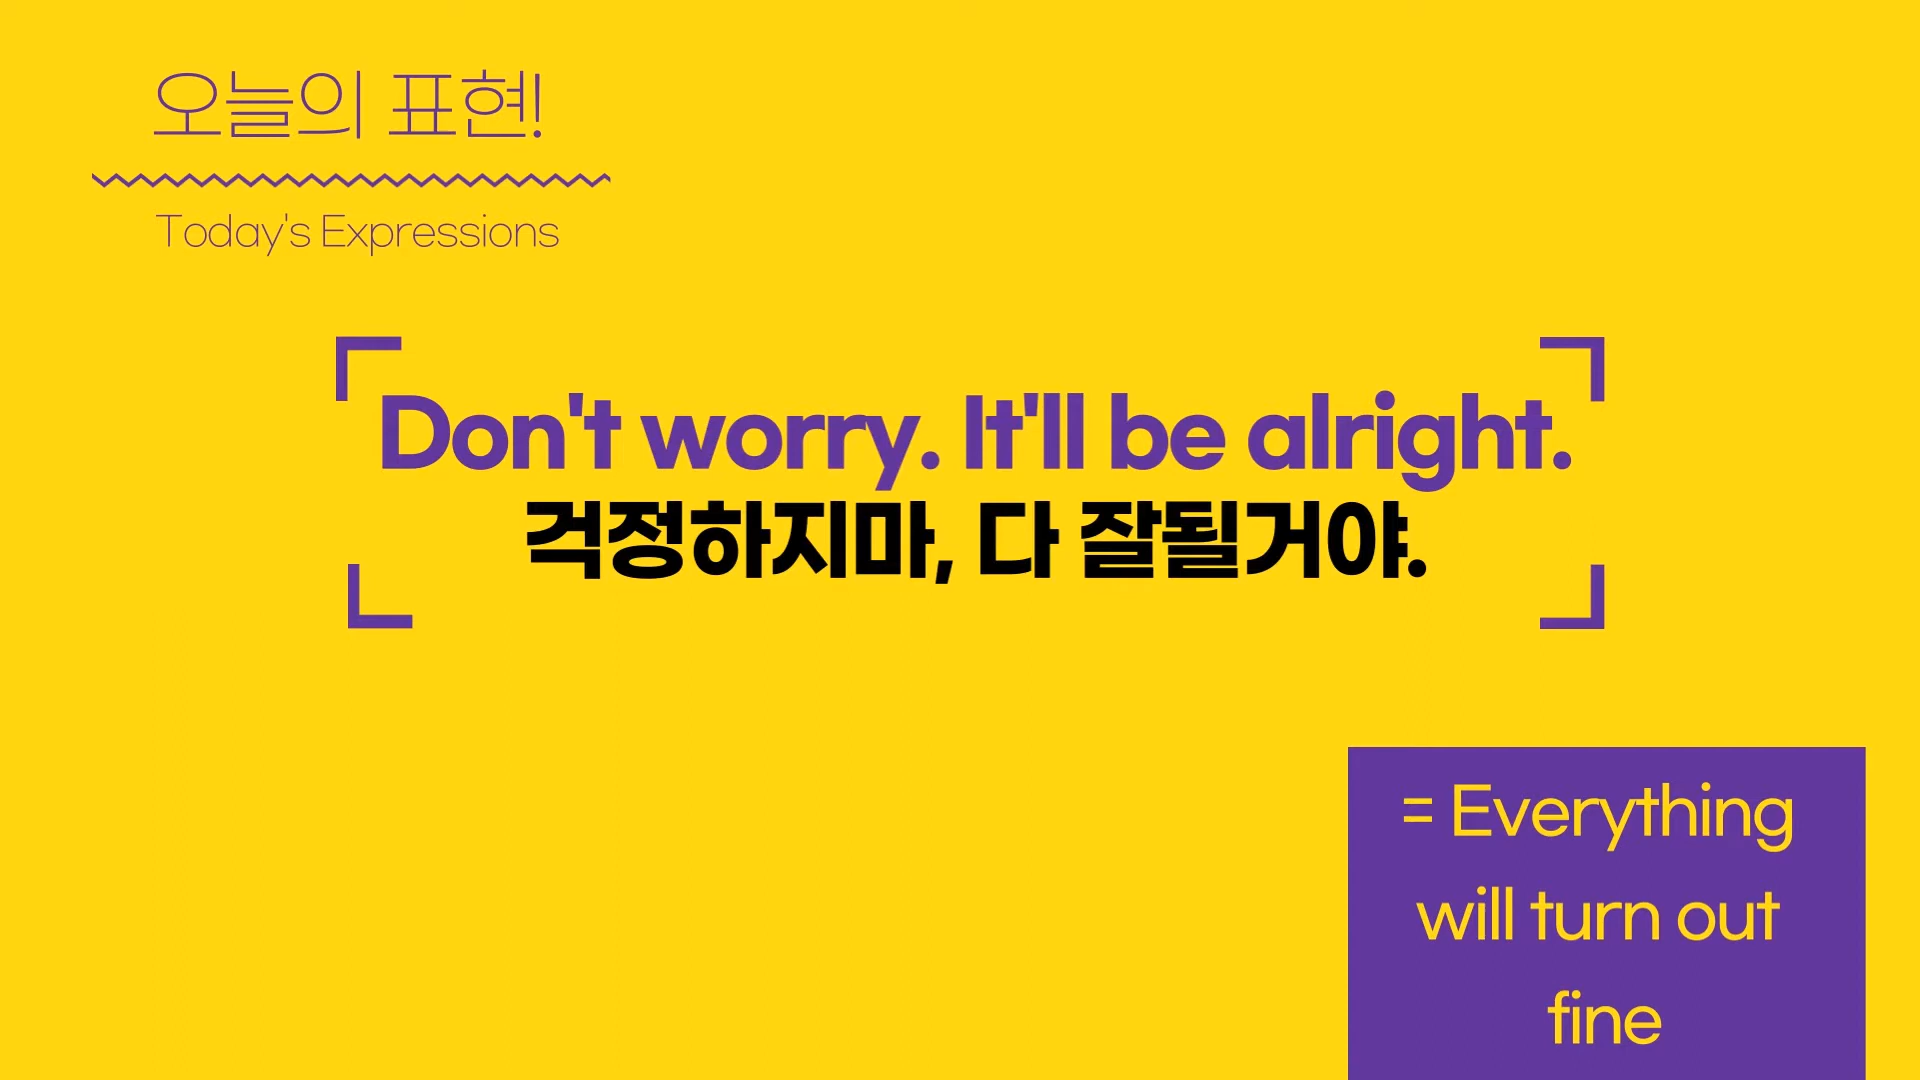 오늘의 표현!
Today's Expressions
Don't worry. It'll be alright.
걱정하지마, 다 잘될거야.
= Everything
will turn out
fine